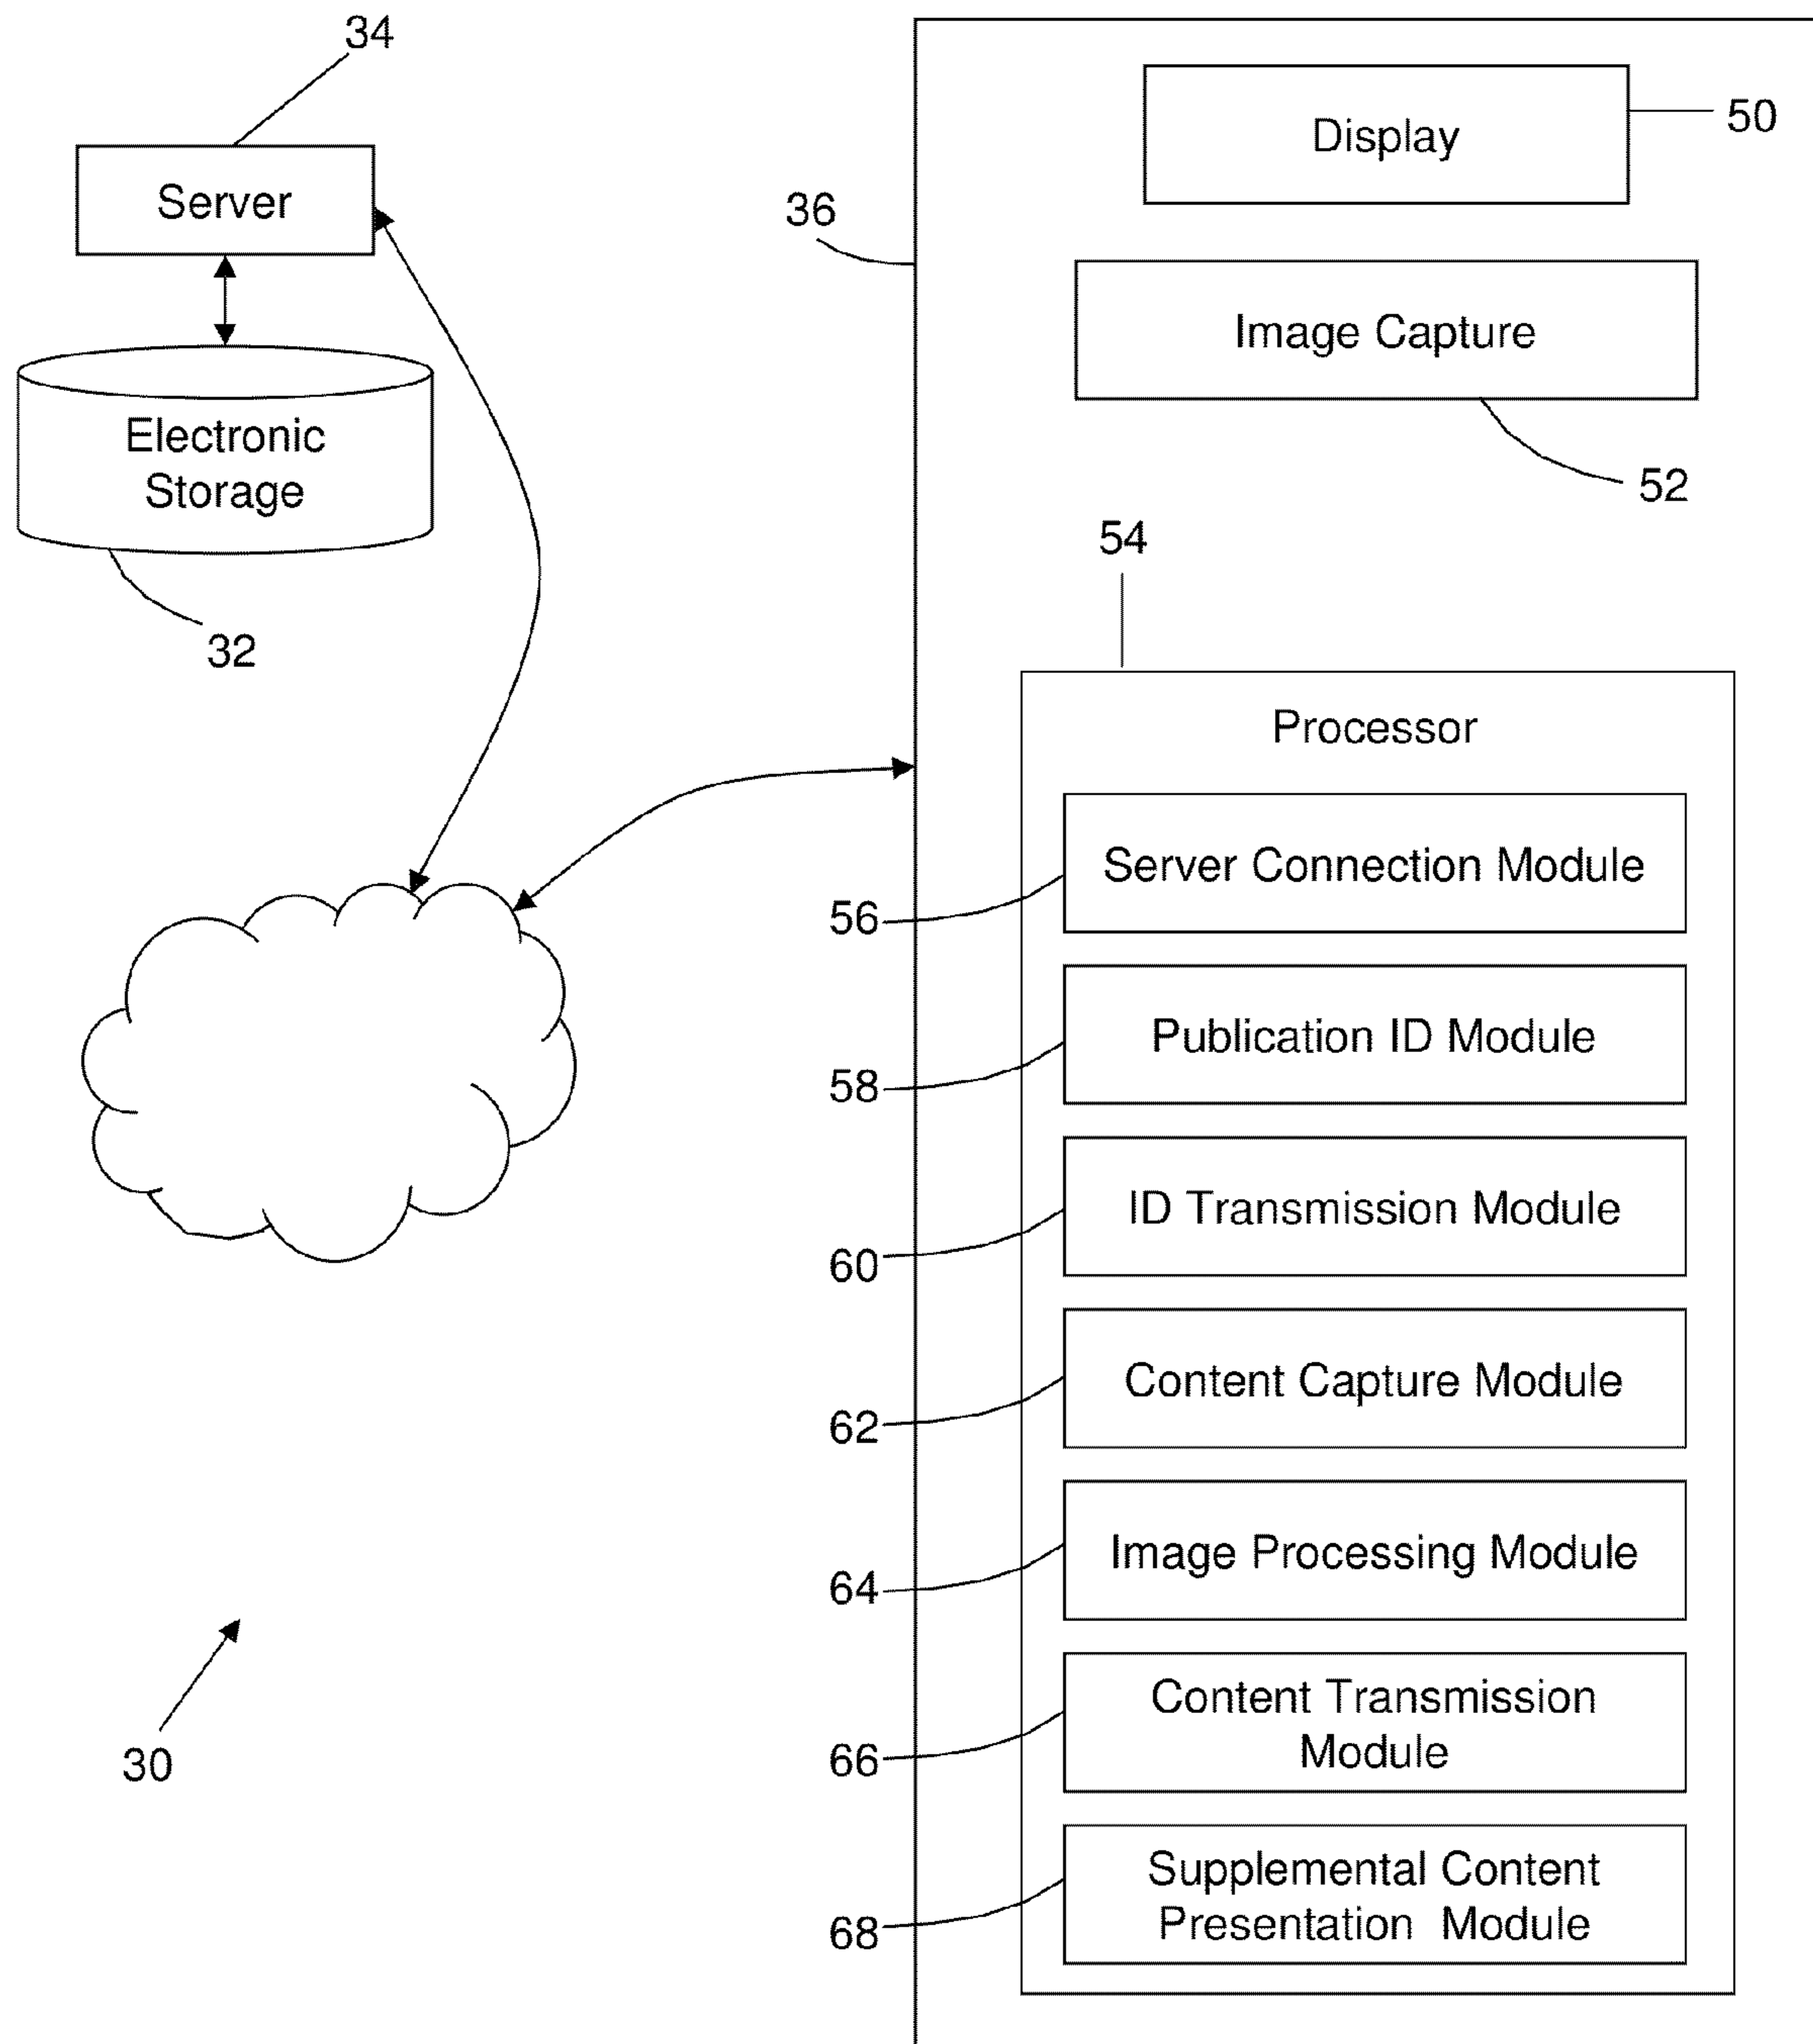 34
Server
Electronic
Storage
32
30
36
Display
50
Image Capture
52
54
Processor
Server Connection Module
56
Publication ID Module
58
ID Transmission Module
60
Content Capture Module
62
Image Processing Module
64
Content Transmission
Module
66
Supplemental Content
Presentation Module
68